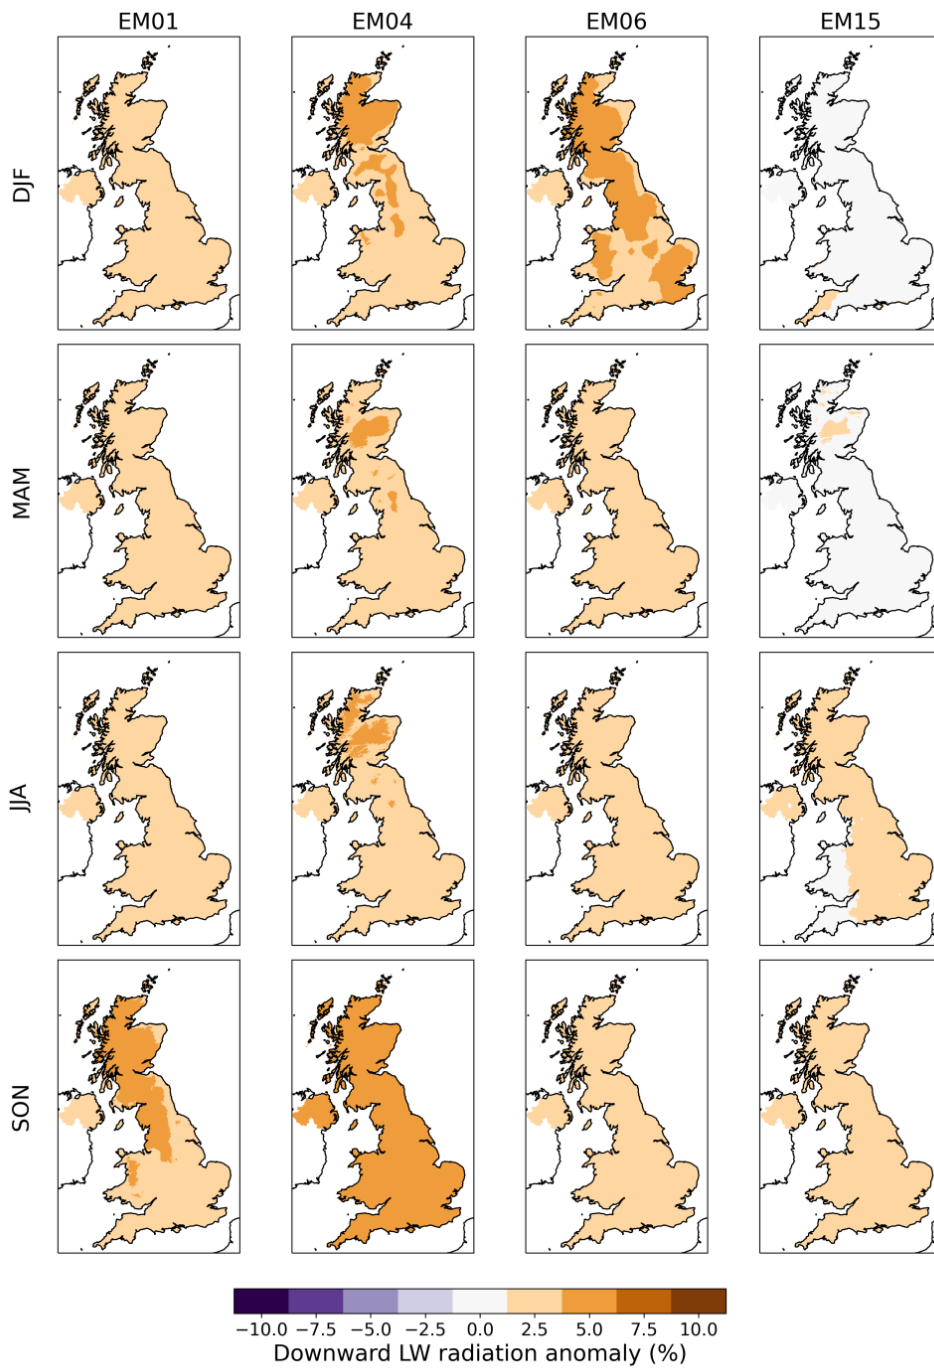 EM01 EM04 EM06 EM15
DJF
MAM
JJA
SON
−10.0 −7.5 −5.0 −2.5 0.0 2.5 5.0 7.5 10.0
Downward LW radiation anomaly (%)